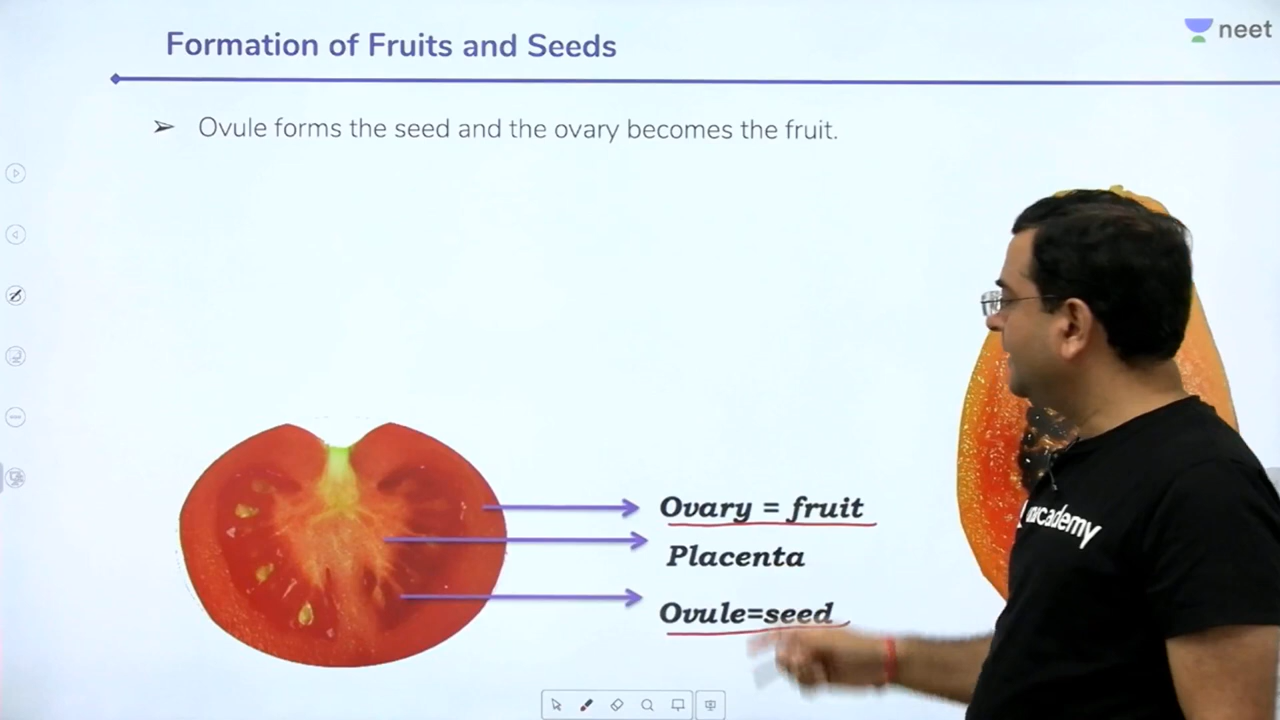 Formation of Fruits and Seeds
neet
Ovule forms the seed and the ovary becomes the fruit.
Ovary = fruit
Placenta
Ovule=seed